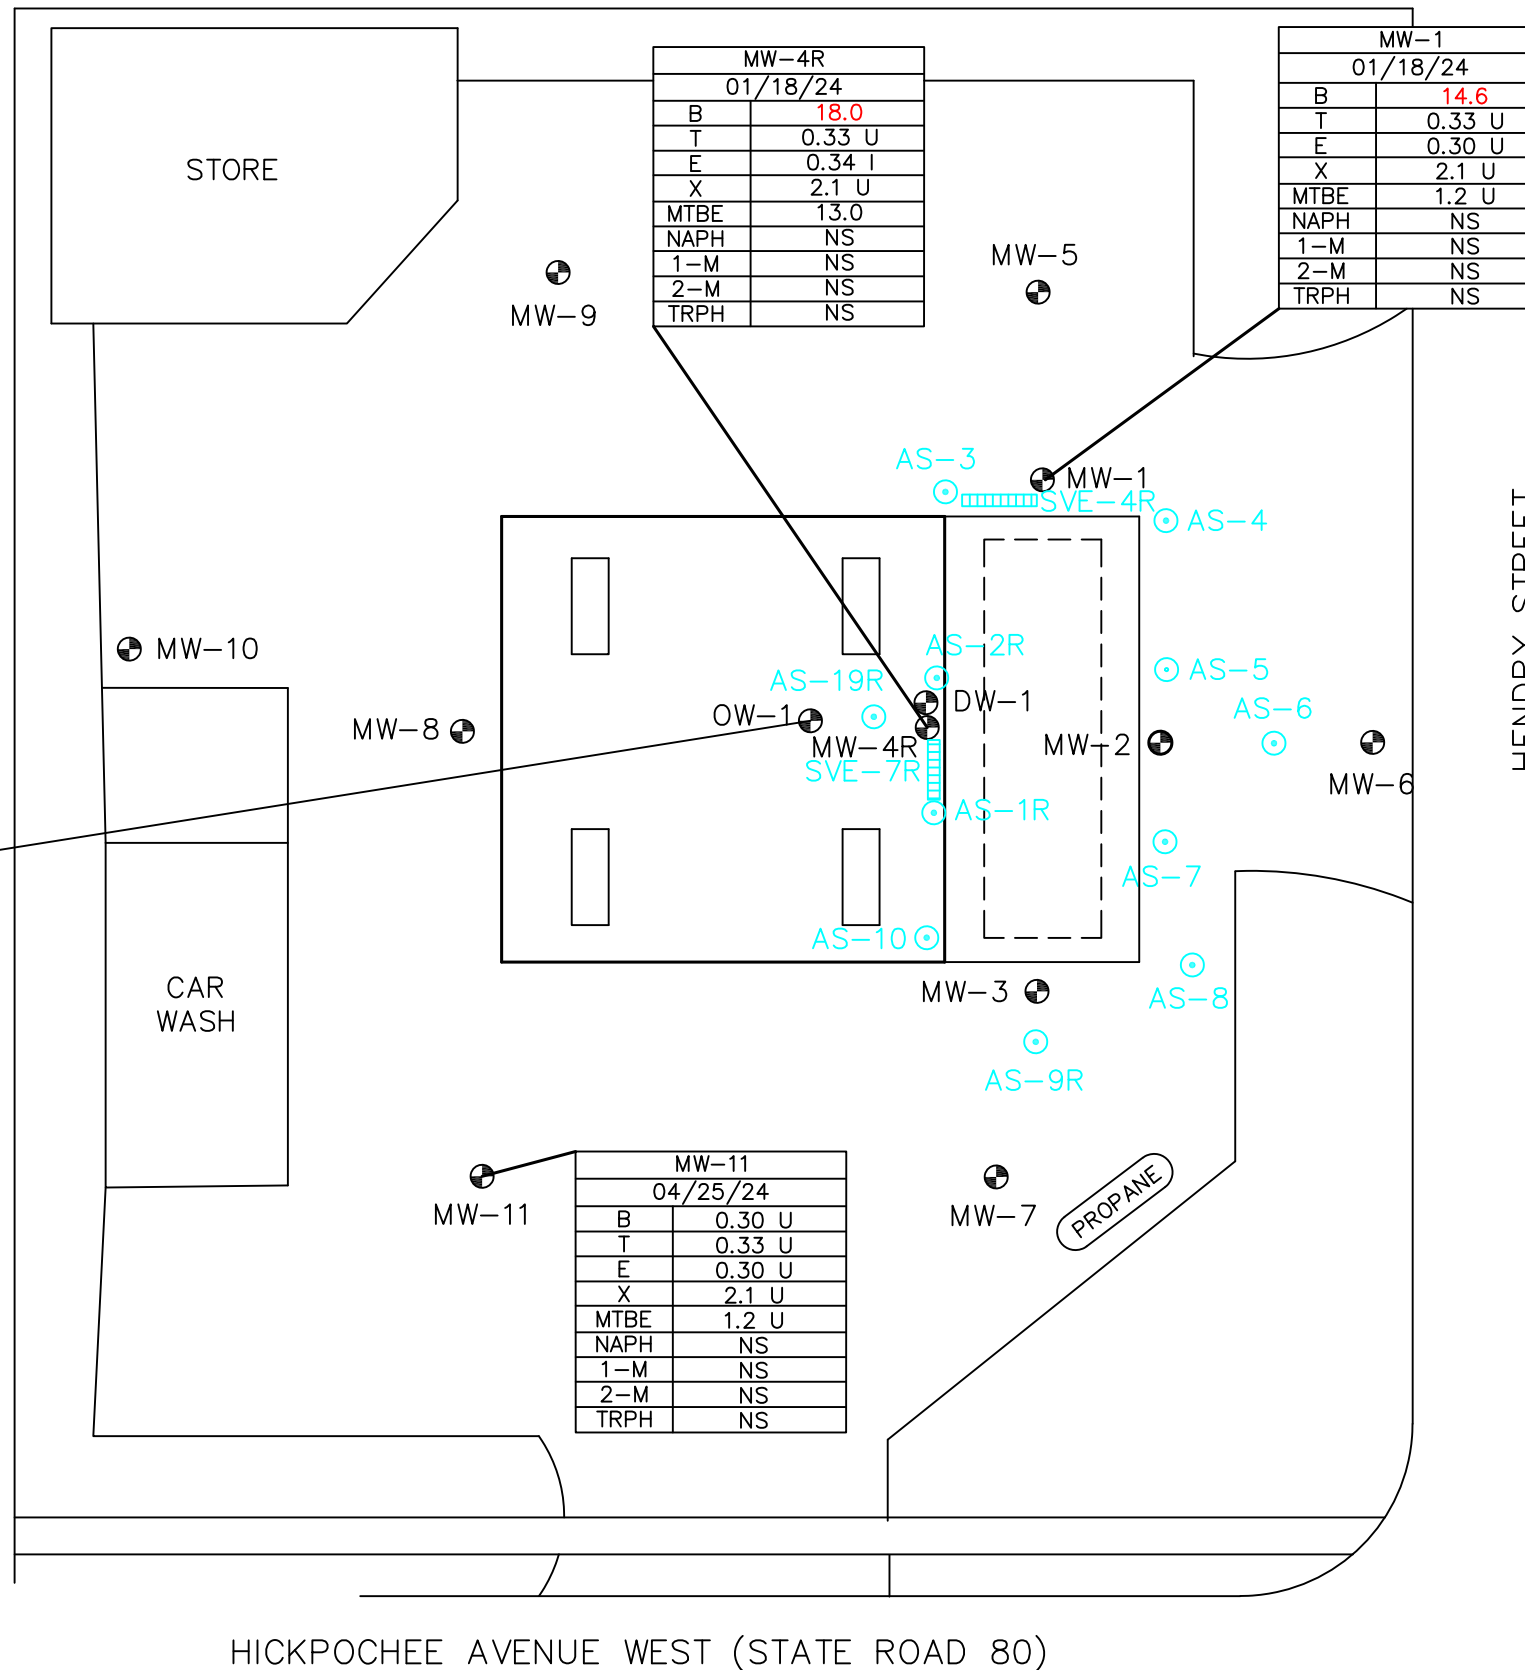 MW-4R
01/18/24
B 18.0
T 0.33 U
E 0.34 I
X 2.1 U
MTBE 13.0
NAPH NS
1-M NS
2-M NS
TRPH NS
MW-1
01/18/24
B 14.6
T 0.33 U
E 0.30 U
X 2.1 U
MTBE 1.2 U
NAPH NS
1-M NS
2-M NS
TRPH NS
STORE
MW-5
MW-9
AS-3
MW-1
SVE-4R
AS-4
HENDRY STREET
MW-10
AS-2R
AS-19R
AS-5
DW-1
AS-6
OW-1
MW-8
MW-4R
MW-2
SVE-7R
MW-6
AS-1R
AS-7
AS-10
CAR
WASH
MW-3
AS-8
AS-9R
MW-11
04/25/24
B 0.30 U
T 0.33 U
E 0.30 U
X 2.1 U
MTBE 1.2 U
NAPH NS
1-M NS
2-M NS
TRPH NS
MW-11
MW-7
PROPANE
HICKPOCHEE AVENUE WEST (STATE ROAD 80)